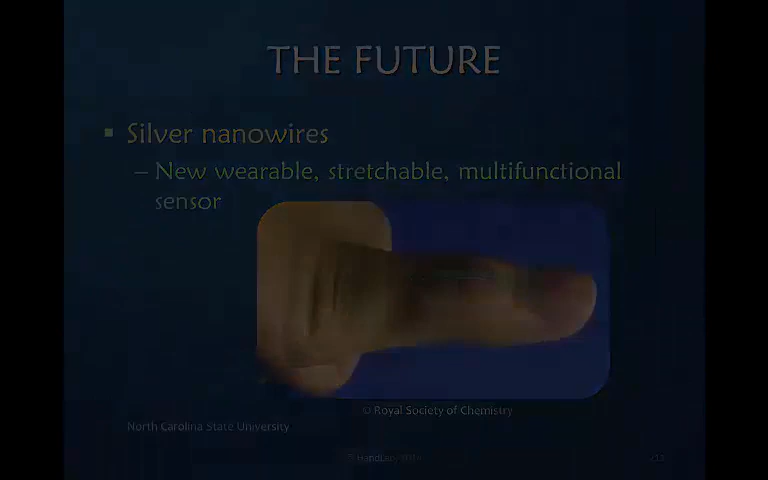 THE FUTURE
▪ Silver nanowires
– New wearable, stretchable, multifunctional
sensor
© Royal Society of Chemistry
North Carolina State University